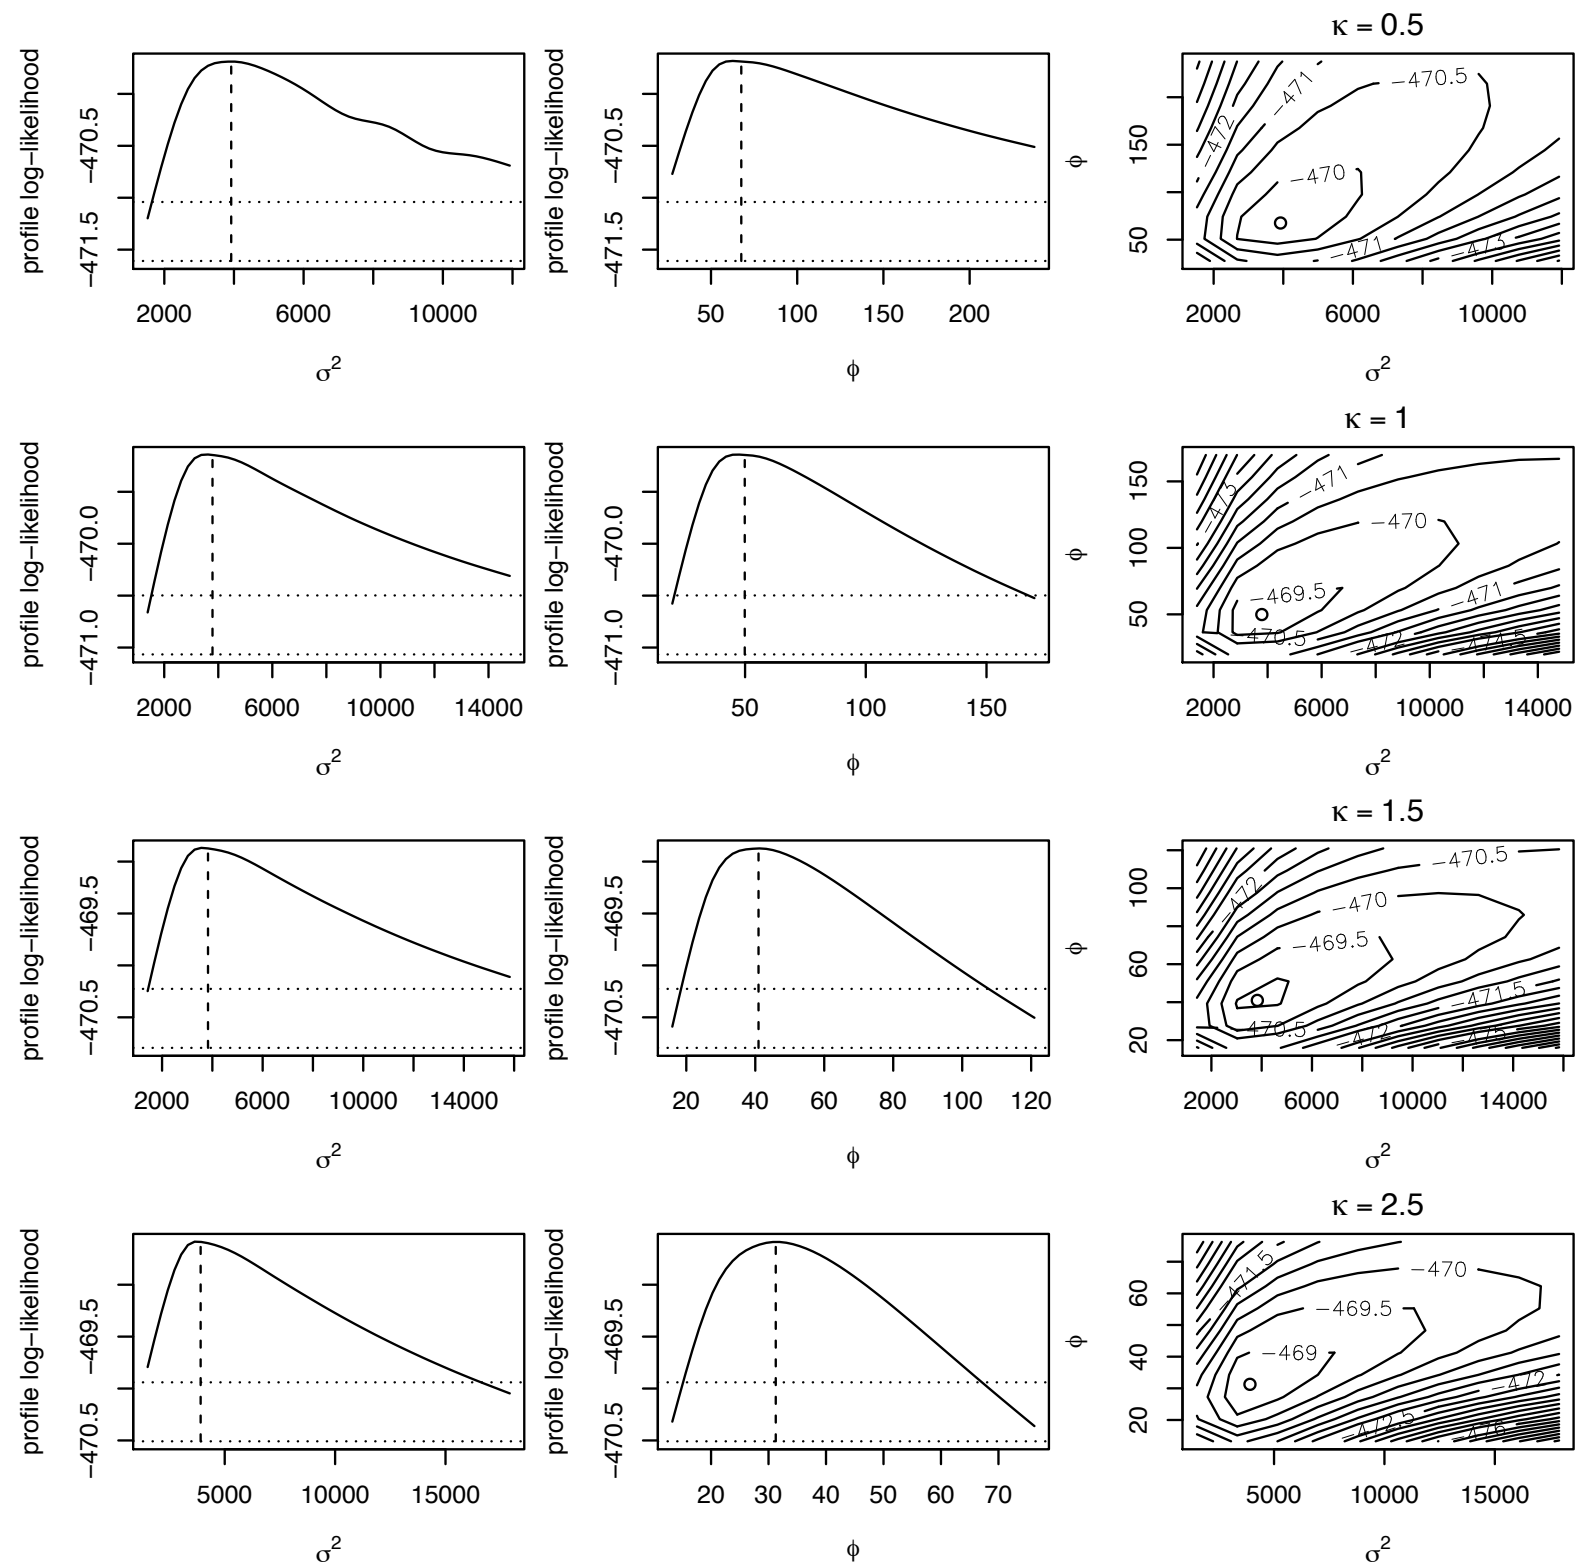 κ = 0.5
profile log−likelihood
−471.5 −470.5
2000 6000 10000
σ2
profile log−likelihood
−471.5 −470.5
50 100 150 200
ϕ
ϕ
50 150
−470.5
−471
−472
−470
−471
−473
2000 6000 10000
σ2
κ = 1
profile log−likelihood
−471.0 −470.0
2000 6000 10000 14000
σ2
profile log−likelihood
−471.0 −470.0
50 100 150
ϕ
ϕ
50 100 150
−471
−473
−470
−469.5
−471
−470.5
−472
−474.5
2000 6000 10000 14000
σ2
κ = 1.5
profile log−likelihood
−470.5 −469.5
2000 6000 10000 14000
σ2
profile log−likelihood
−470.5 −469.5
20 40 60 80 100 120
ϕ
ϕ
20 60 100
−470.5
−472
−470
−469.5
−471.5
−470.5
−472
−475
2000 6000 10000 14000
σ2
κ = 2.5
profile log−likelihood
−470.5 −469.5
5000 10000 15000
σ2
profile log−likelihood
−470.5 −469.5
20 30 40 50 60 70
ϕ
ϕ
20 40 60
−471.5
−470
−469.5
−469
−472
−472.5
−476
5000 10000 15000
σ2